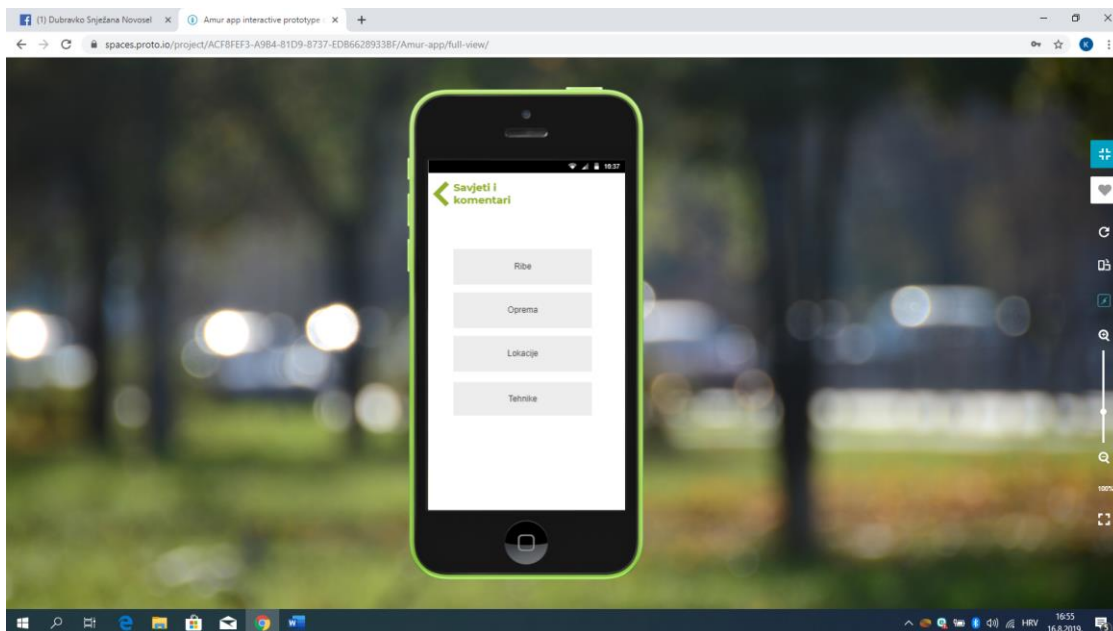 (1) Dubravko Snježana Novosel
Amur app interactive prototype
spaces.proto.io/project/ACF8FEF3-A9B4-81D9-8737-EDB6628933BF/Amur-app/full-view/
K
16:37
Savjeti i
komentari
Ribe
Oprema
Lokacije
Tehnike
100%
HRV
16:55
16.8.2019.